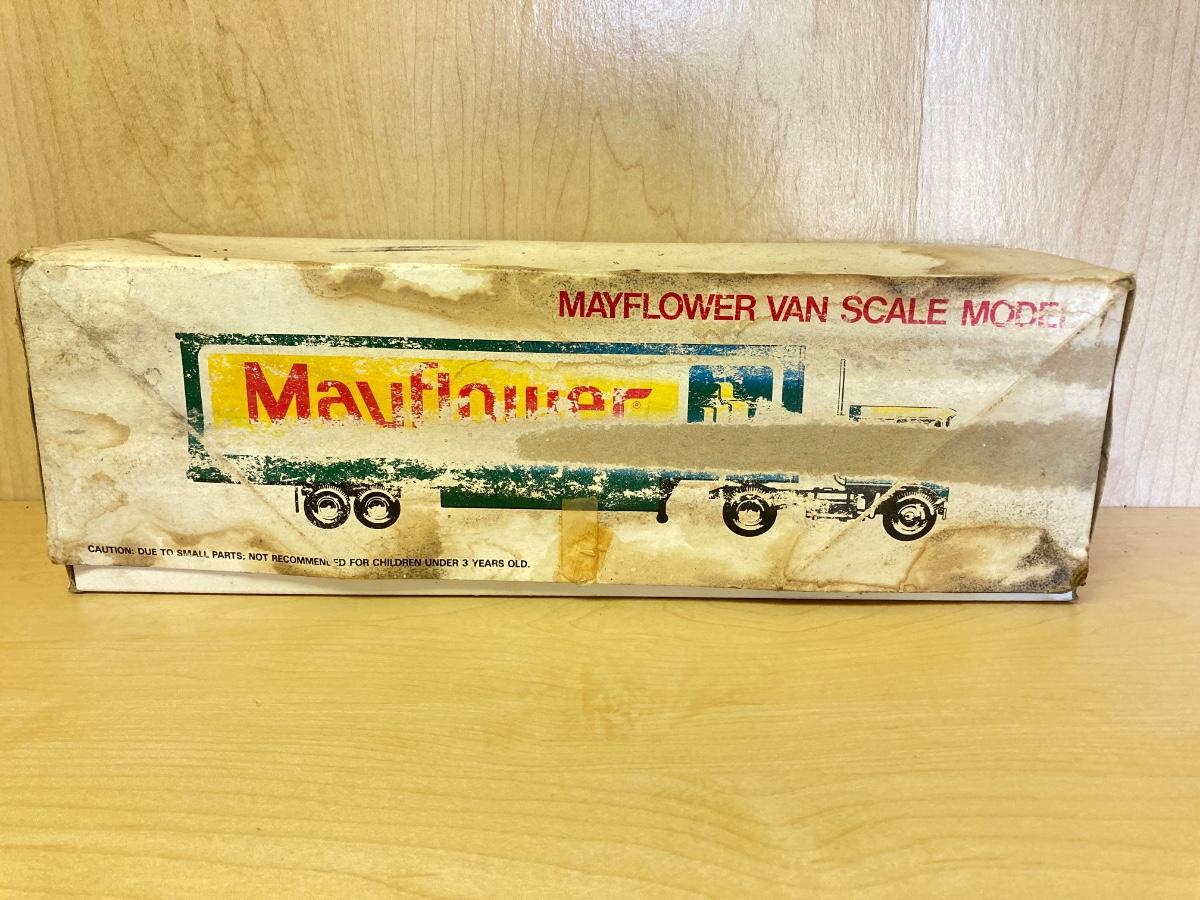 MAYFLOWER VAN SCALE MODEL
Mayflower®
CAUTION: DUE TO SMALL PARTS: NOT RECOMMENDED FOR CHILDREN UNDER 3 YEARS OLD.